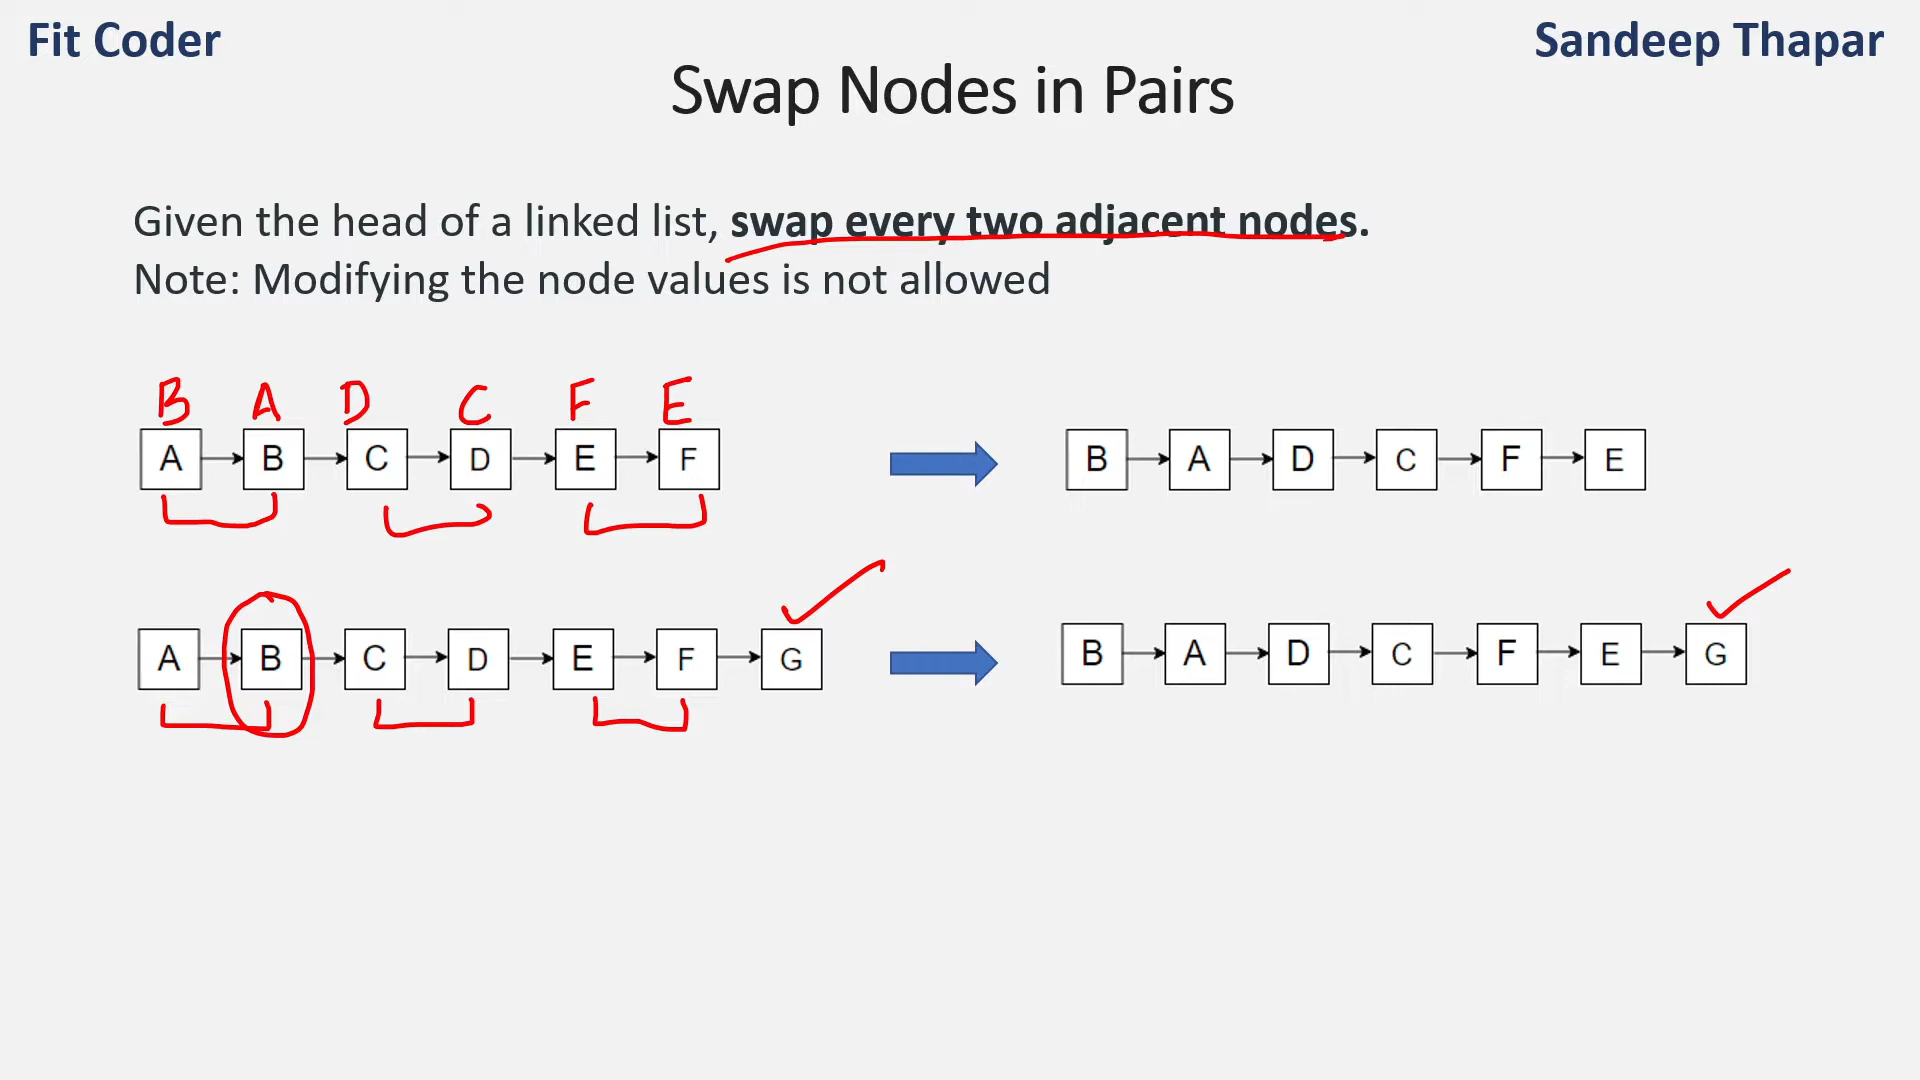 Fit Coder
Sandeep Thapar
Swap Nodes in Pairs
Given the head of a linked list, swap every two adjacent nodes.
Note: Modifying the node values is not allowed
B A D C F E
A B C D E F
B A D C F E
A B C D E F G
B A D C F E G